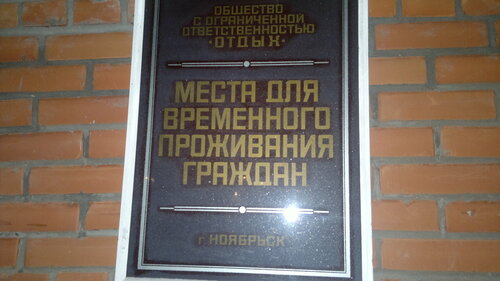 ОБЩЕСТВО
С ОГРАНИЧЕННОЙ
ОТВЕТСТВЕННОСТЬЮ
·ОТДЫХ·
МЕСТА ДЛЯ
ВРЕМЕННОГО
ПРОЖИВАНИЯ
ГРАЖДАН
г. НОЯБРЬСК